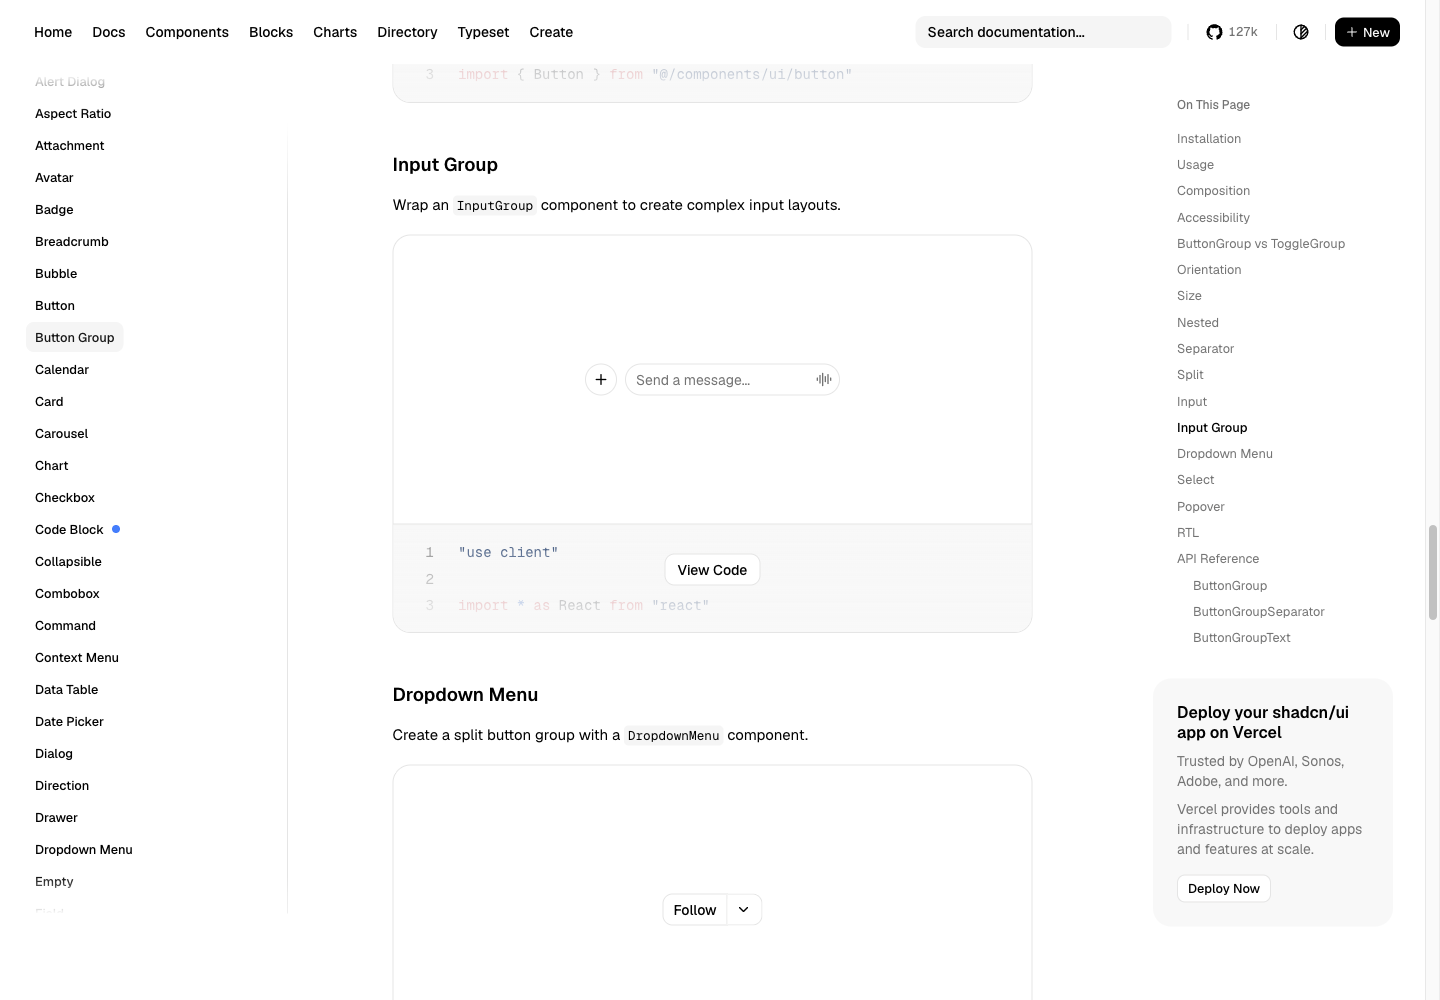 Home Docs Components Blocks Charts Directory Typeset Create
Search documentation...
127k
New
Alert Dialog
Aspect Ratio
Attachment
Avatar
Badge
Breadcrumb
Bubble
Button
Button Group
Calendar
Card
Carousel
Chart
Checkbox
Code Block
Collapsible
Combobox
Command
Context Menu
Data Table
Date Picker
Dialog
Direction
Drawer
Dropdown Menu
Empty
Field
3 import { Button } from "@/components/ui/button"
Input Group
Wrap an InputGroup component to create complex input layouts.
Send a message...
1 "use client"
2
3 import * as React from "react"
View Code
Dropdown Menu
Create a split button group with a DropdownMenu component.
Follow
On This Page
Installation
Usage
Composition
Accessibility
ButtonGroup vs ToggleGroup
Orientation
Size
Nested
Separator
Split
Input
Input Group
Dropdown Menu
Select
Popover
RTL
API Reference
ButtonGroup
ButtonGroupSeparator
ButtonGroupText
Deploy your shadcn/ui
app on Vercel
Trusted by OpenAI, Sonos,
Adobe, and more.
Vercel provides tools and
infrastructure to deploy apps
and features at scale.
Deploy Now